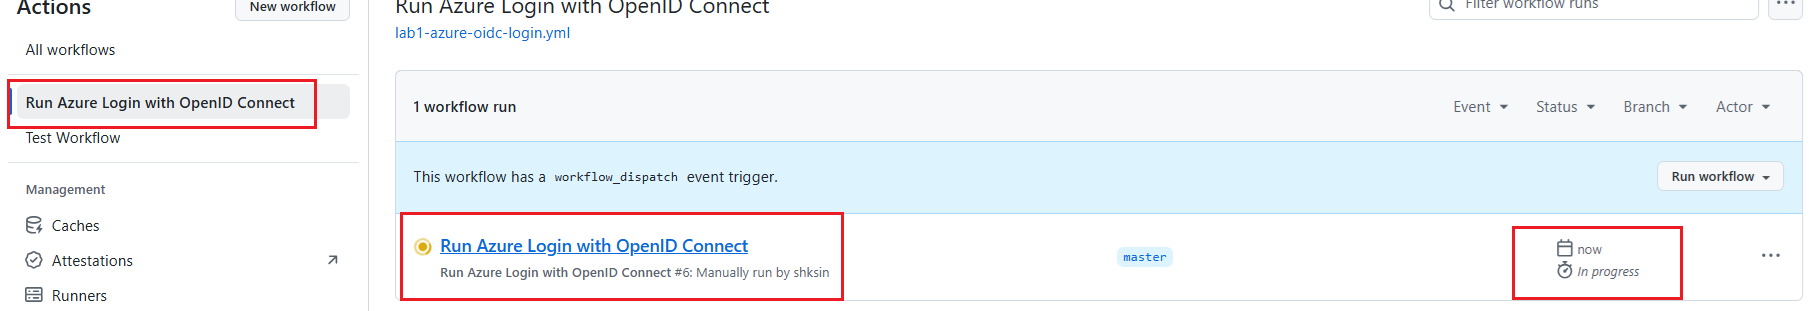 Actions
New workflow
All workflows
Run Azure Login with OpenID Connect
Test Workflow
Management
Caches
Attestations
Runners
Run Azure Login with OpenID Connect
lab1-azure-oidc-login.yml
Filter workflow runs
1 workflow run
Event
Status
Branch
Actor
This workflow has a workflow_dispatch event trigger.
Run workflow
Run Azure Login with OpenID Connect
Run Azure Login with OpenID Connect #6: Manually run by shksin
master
now
In progress